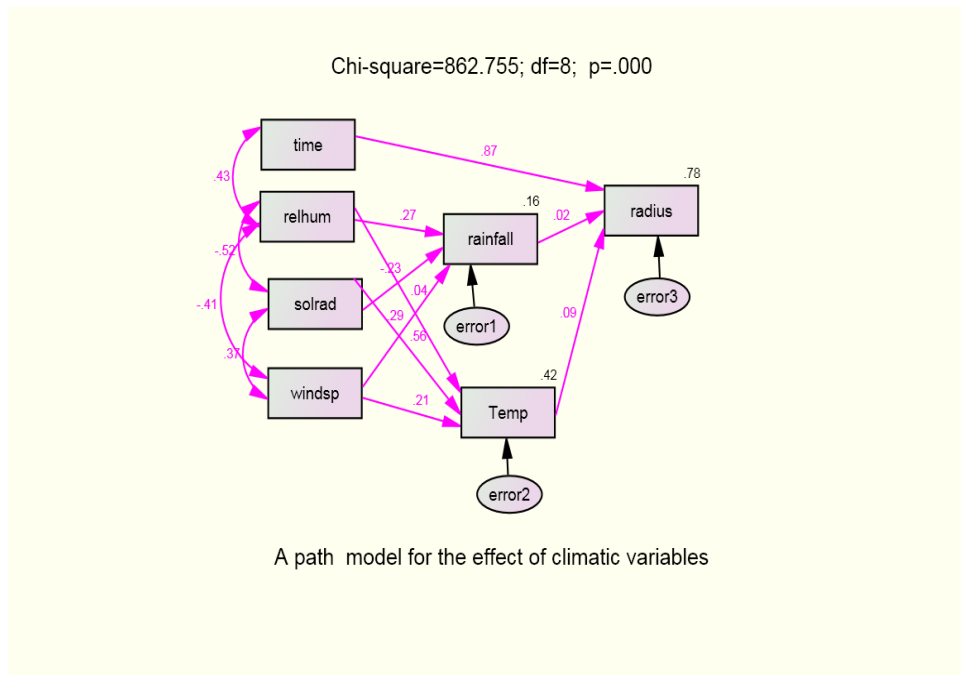 Chi-square=862.755; df=8; p=.000
time
.87
.78
.43
relhum
.16
radius
.27
.02
rainfall
-.52
-.23
.04
solrad
error3
-.41
.29
error1
.09
.56
.37
.42
windsp
.21
Temp
error2
A path model for the effect of climatic variables